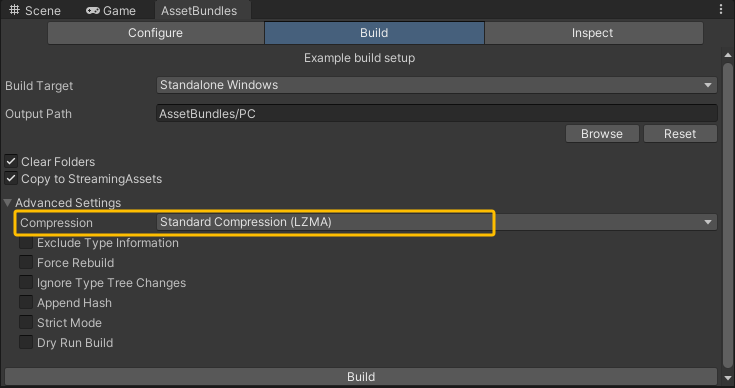 Scene Game AssetBundles
Configure Build Inspect
Example build setup
Build Target Standalone Windows
Output Path AssetBundles/PC
Browse Reset
Clear Folders
Copy to StreamingAssets
Advanced Settings
Compression Standard Compression (LZMA)
Exclude Type Information
Force Rebuild
Ignore Type Tree Changes
Append Hash
Strict Mode
Dry Run Build
Build